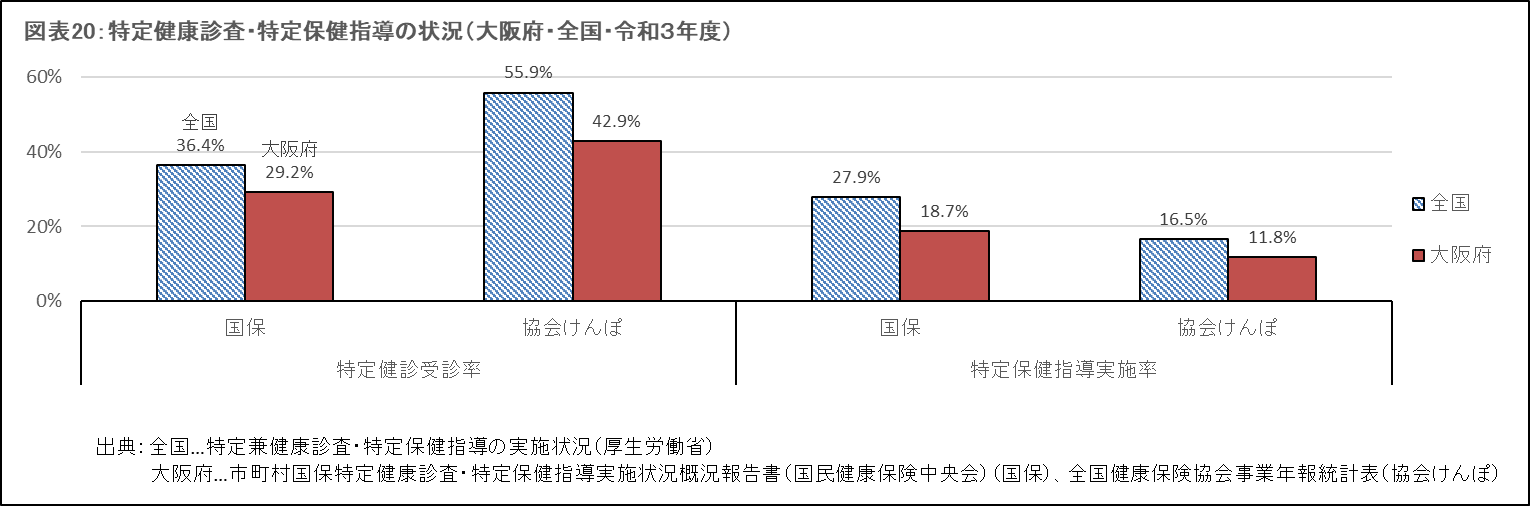 図表20：特定健康診査・特定保健指導の状況（大阪府・全国・令和３年度）
60%
40%
20%
0%
全国
36.4%
大阪府
29.2%
55.9%
42.9%
27.9%
18.7%
16.5%
11.8%
全国
大阪府
国保
協会けんぽ
国保
協会けんぽ
特定健診受診率
特定保健指導実施率
出典：全国…特定兼健康診査・特定保健指導の実施状況（厚生労働省）
大阪府…市町村国保特定健康診査・特定保健指導実施状況概況報告書（国民健康保険中央会）（国保）、全国健康保険協会事業年報統計表（協会けんぽ）